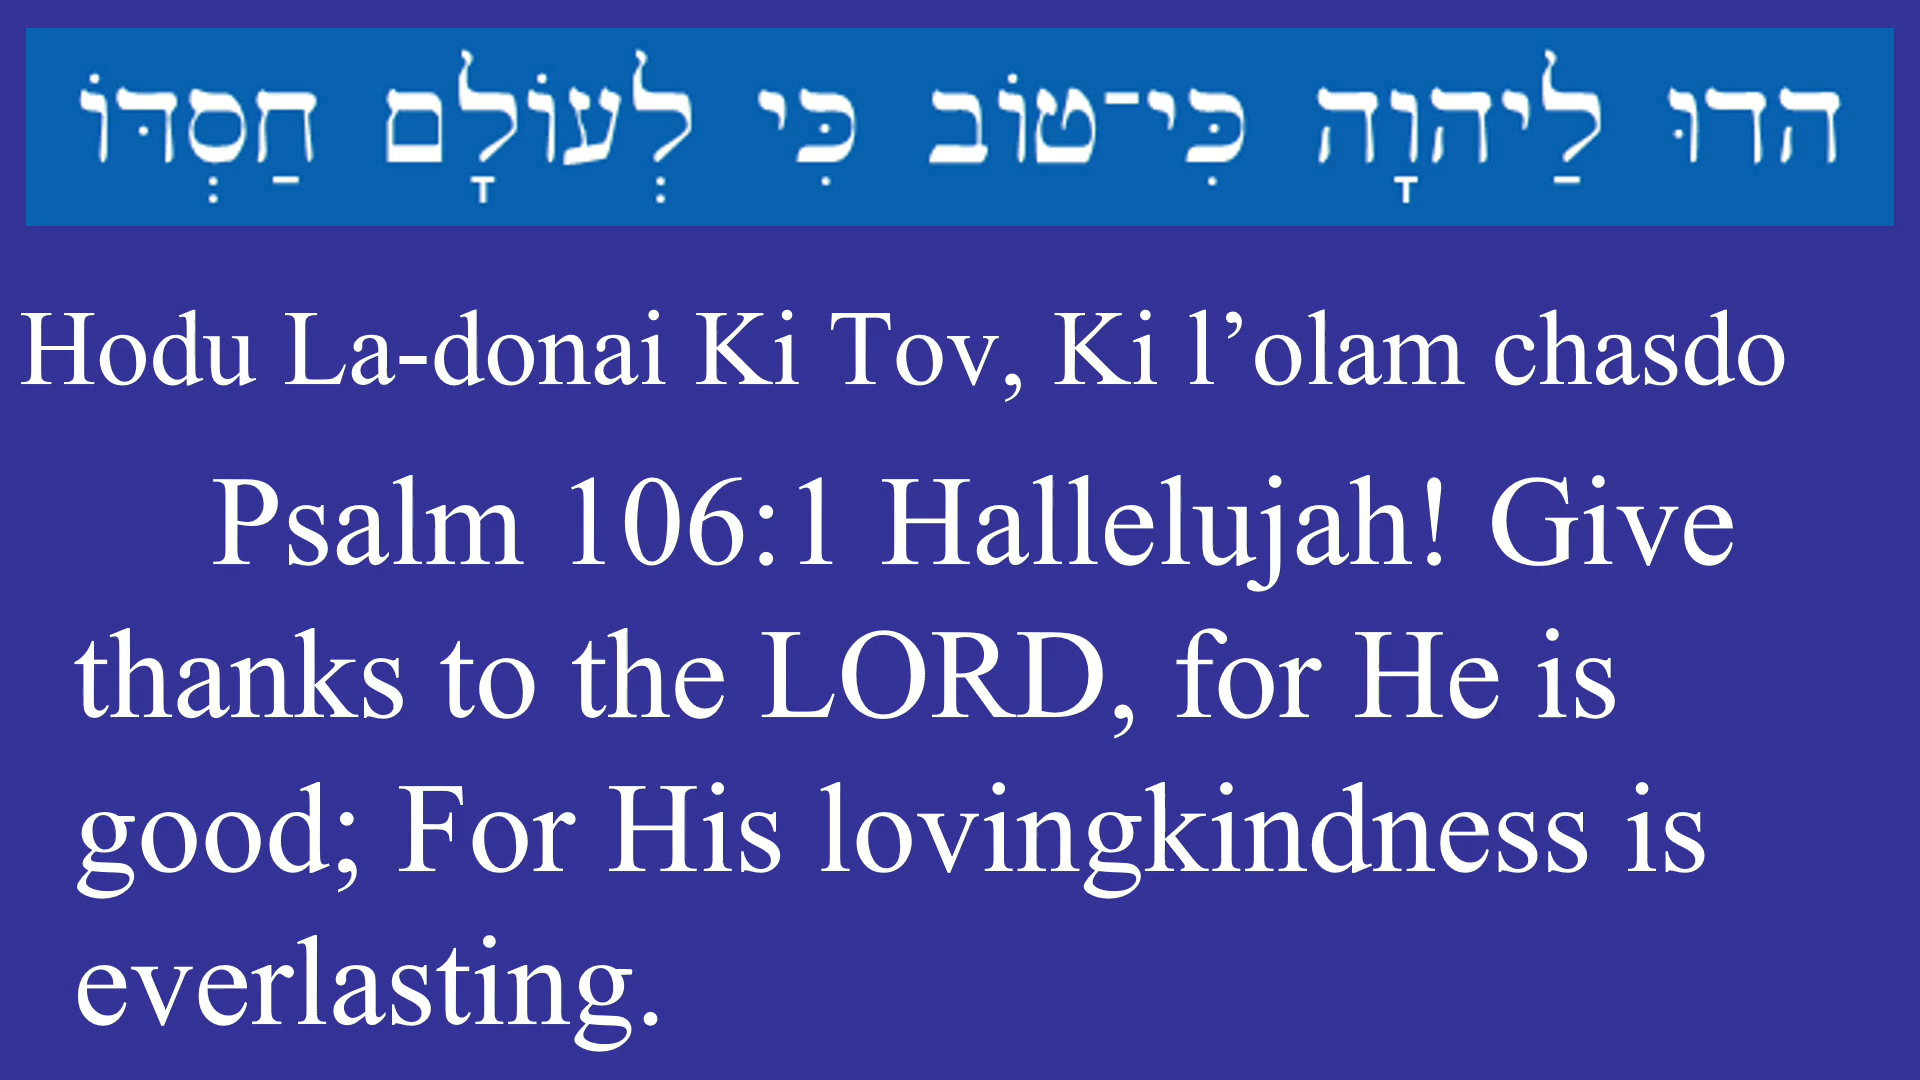 הדוּ לַיהוָה כִּי־טוֹב כִּי לְעוֹלָם חַסְדּוֹ
Hodu La-donai Ki Tov, Ki l’olam chasdo
Psalm 106:1 Hallelujah! Give
thanks to the LORD, for He is
good; For His lovingkindness is
everlasting.